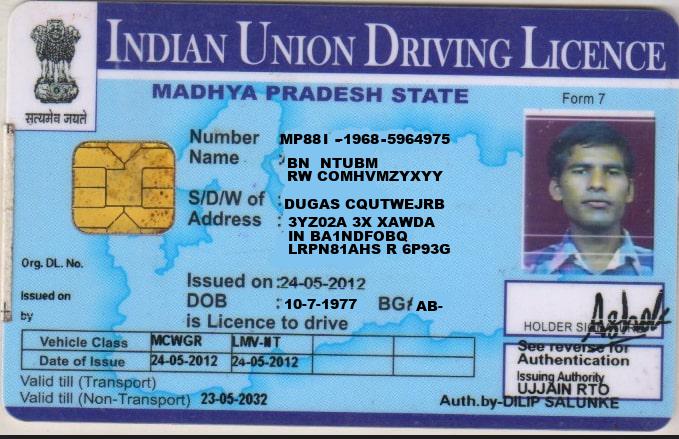 INDIAN UNION DRIVING LICENCE
सत्यमेव जयते
MADHYA PRADESH STATE
Form 7
Number MP88I -1968-5964975
Name : BN NTUBM
RW COMHVMZYXYY
S/D/W of : DUGAS CQUTWEJRB
Address : 3YZ02A 3X XAWDA
IN BA1NDFOBQ
LRPN81AHS R 6P93G
Org. DL. No.
Issued on :24-05-2012
Issued on
DOB :10-7-1977 BG/ AB-
by
is Licence to drive
HOLDER
Vehicle Class MCWGR LMV-NT
Date of Issue 24-05-2012 24-05-2012
See reverse for
Authentication
Issuing Authority
UJJAIN RTO
Valid till (Transport)
Valid till (Non-Transport) 23-05-2032
Auth.by-DILIP SALUNKE